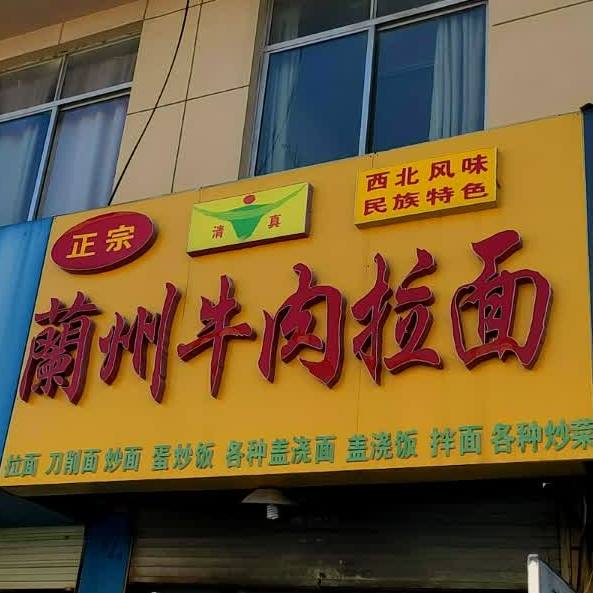 正宗
清真
西北风味
民族特色
蘭州牛肉拉面
拉面 刀削面 炒面 蛋炒饭 各种盖浇面 盖浇饭 拌面 各种炒菜